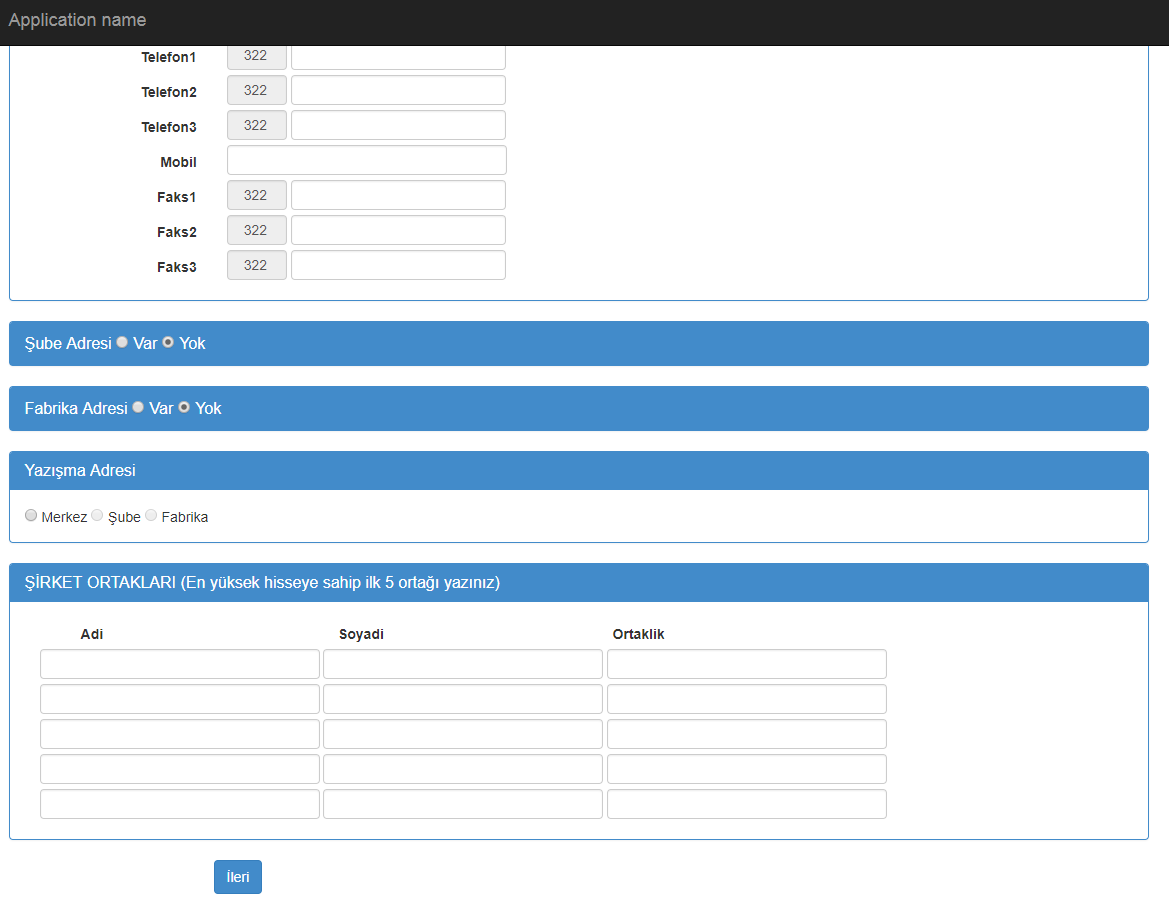 Application name
Telefon1 322
Telefon2 322
Telefon3 322
Mobil
Faks1 322
Faks2 322
Faks3 322
Şube Adresi Var Yok
Fabrika Adresi Var Yok
Yazışma Adresi
Merkez Şube Fabrika
ŞİRKET ORTAKLARI (En yüksek hisseye sahip ilk 5 ortağı yazınız)
Adi Soyadi Ortaklik
İleri